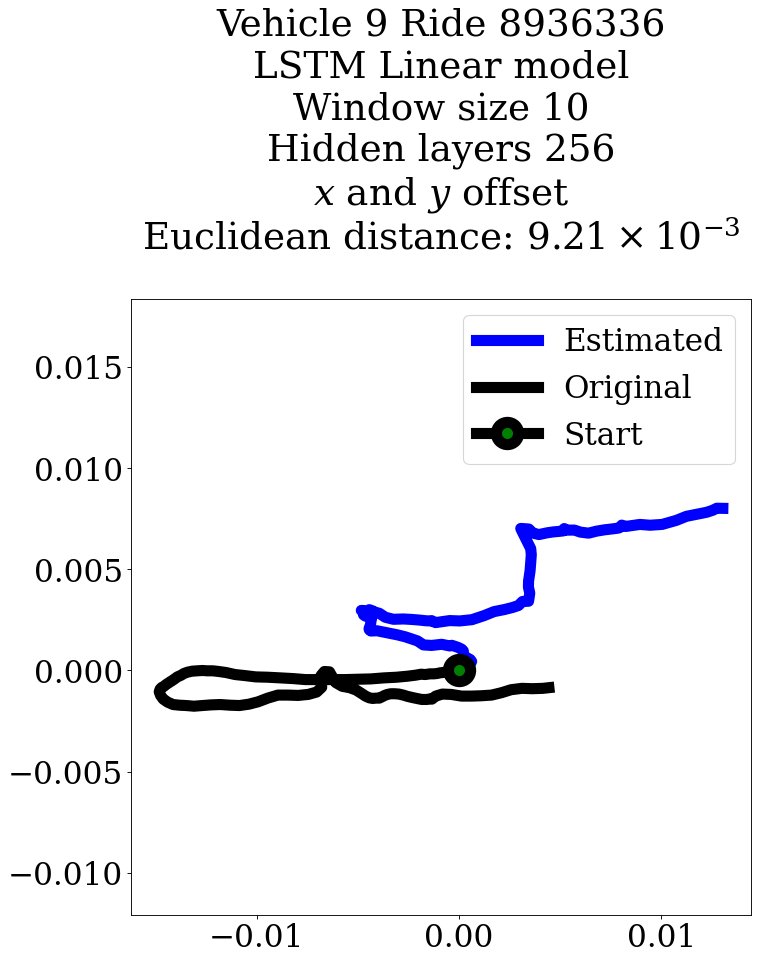 Vehicle 9 Ride 8936336
LSTM Linear model
Window size 10
Hidden layers 256
x and y offset
Euclidean distance: 9.21 × 10⁻³
Estimated
Original
Start
0.015
0.010
0.005
0.000
−0.005
−0.010
−0.01
0.00
0.01